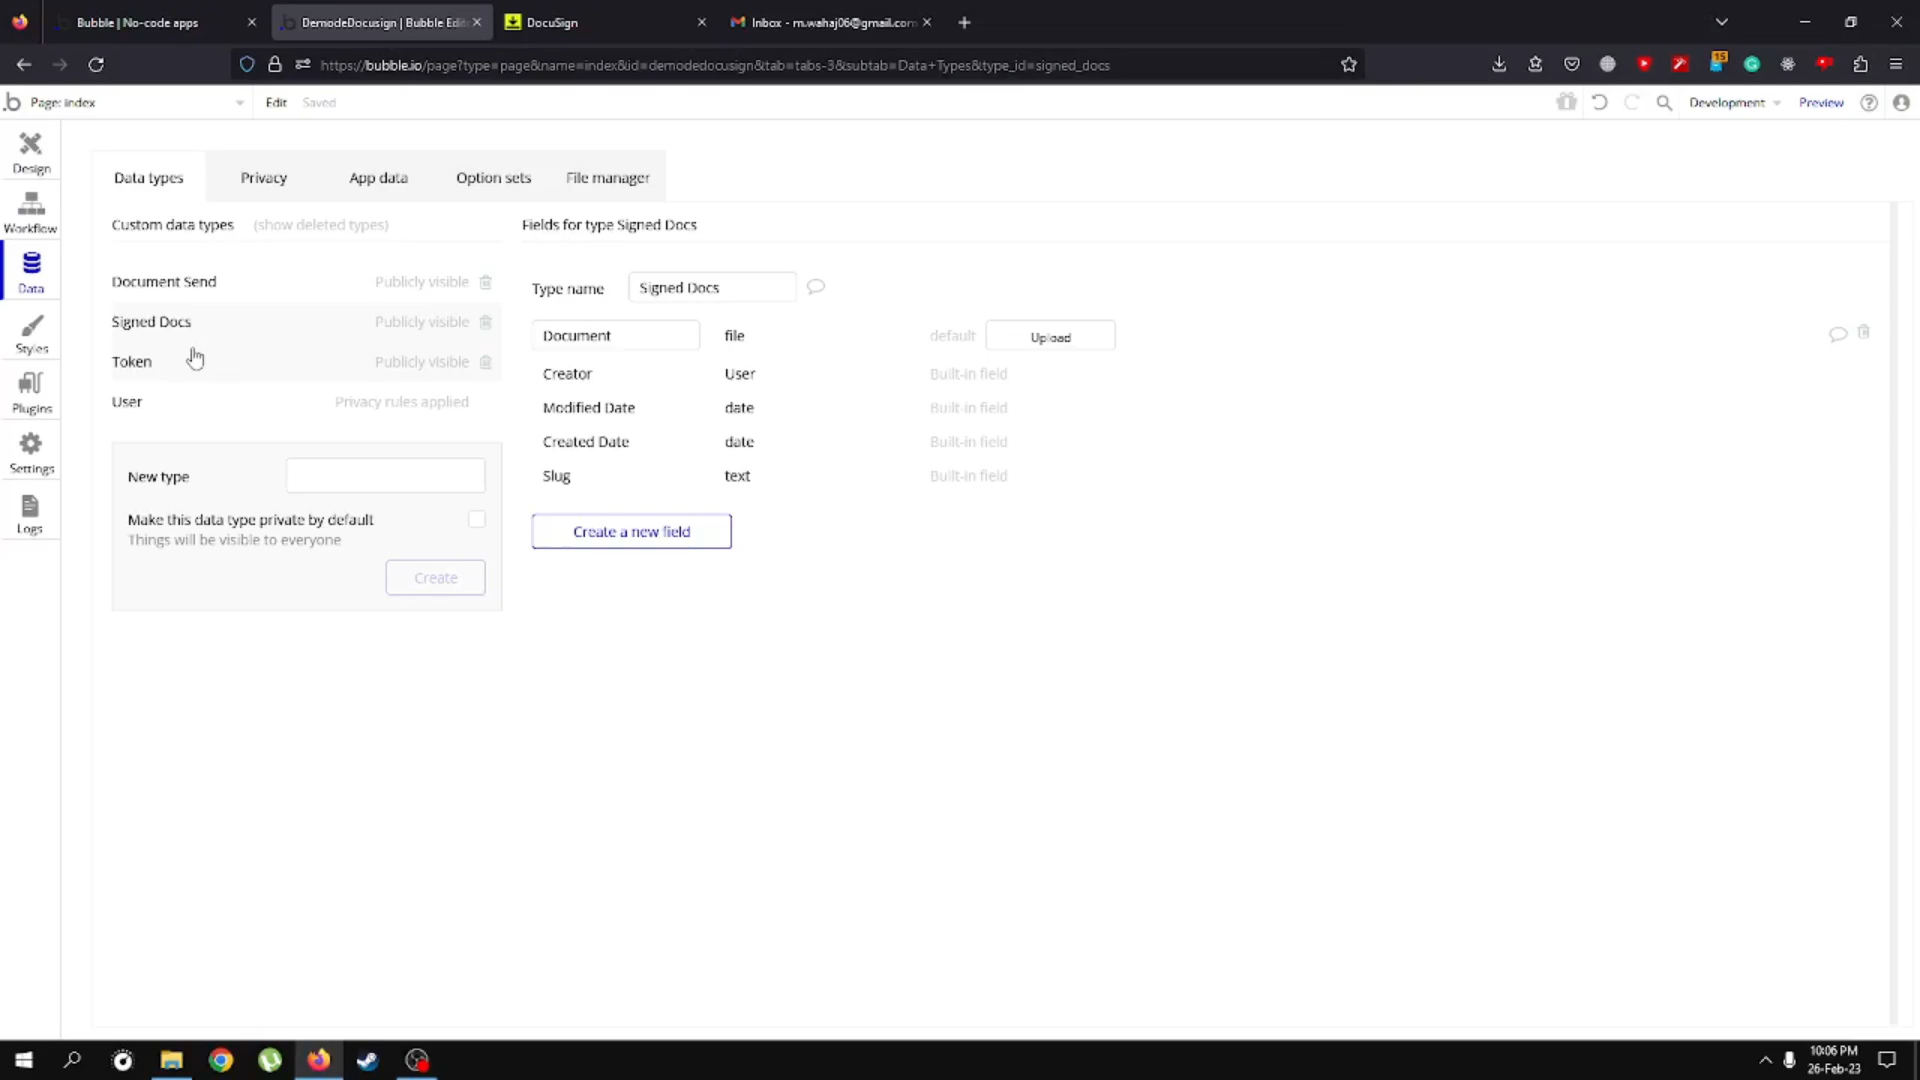 Bubble | No-code apps
DemodeDocusign | Bubble Edit
DocuSign
Inbox - m.wahaj06@gmail.com
https://bubble.io/page?type=page&name=index&id=demodedocusign&tab=tabs-3&subtab=Data+Types&type_id=signed_docs
15
Page: index
Edit
Saved
Development
Preview
Design
Workflow
Data
Styles
Plugins
Settings
Logs
Data types
Privacy
App data
Option sets
File manager
Custom data types
(show deleted types)
Document Send
Publicly visible
Signed Docs
Publicly visible
Token
Publicly visible
User
Privacy rules applied
New type
Make this data type private by default
Things will be visible to everyone
Create
Fields for type Signed Docs
Type name
Signed Docs
Document
file
default
Upload
Creator
User
Built-in field
Modified Date
date
Built-in field
Created Date
date
Built-in field
Slug
text
Built-in field
Create a new field
10:06 PM
26-Feb-23